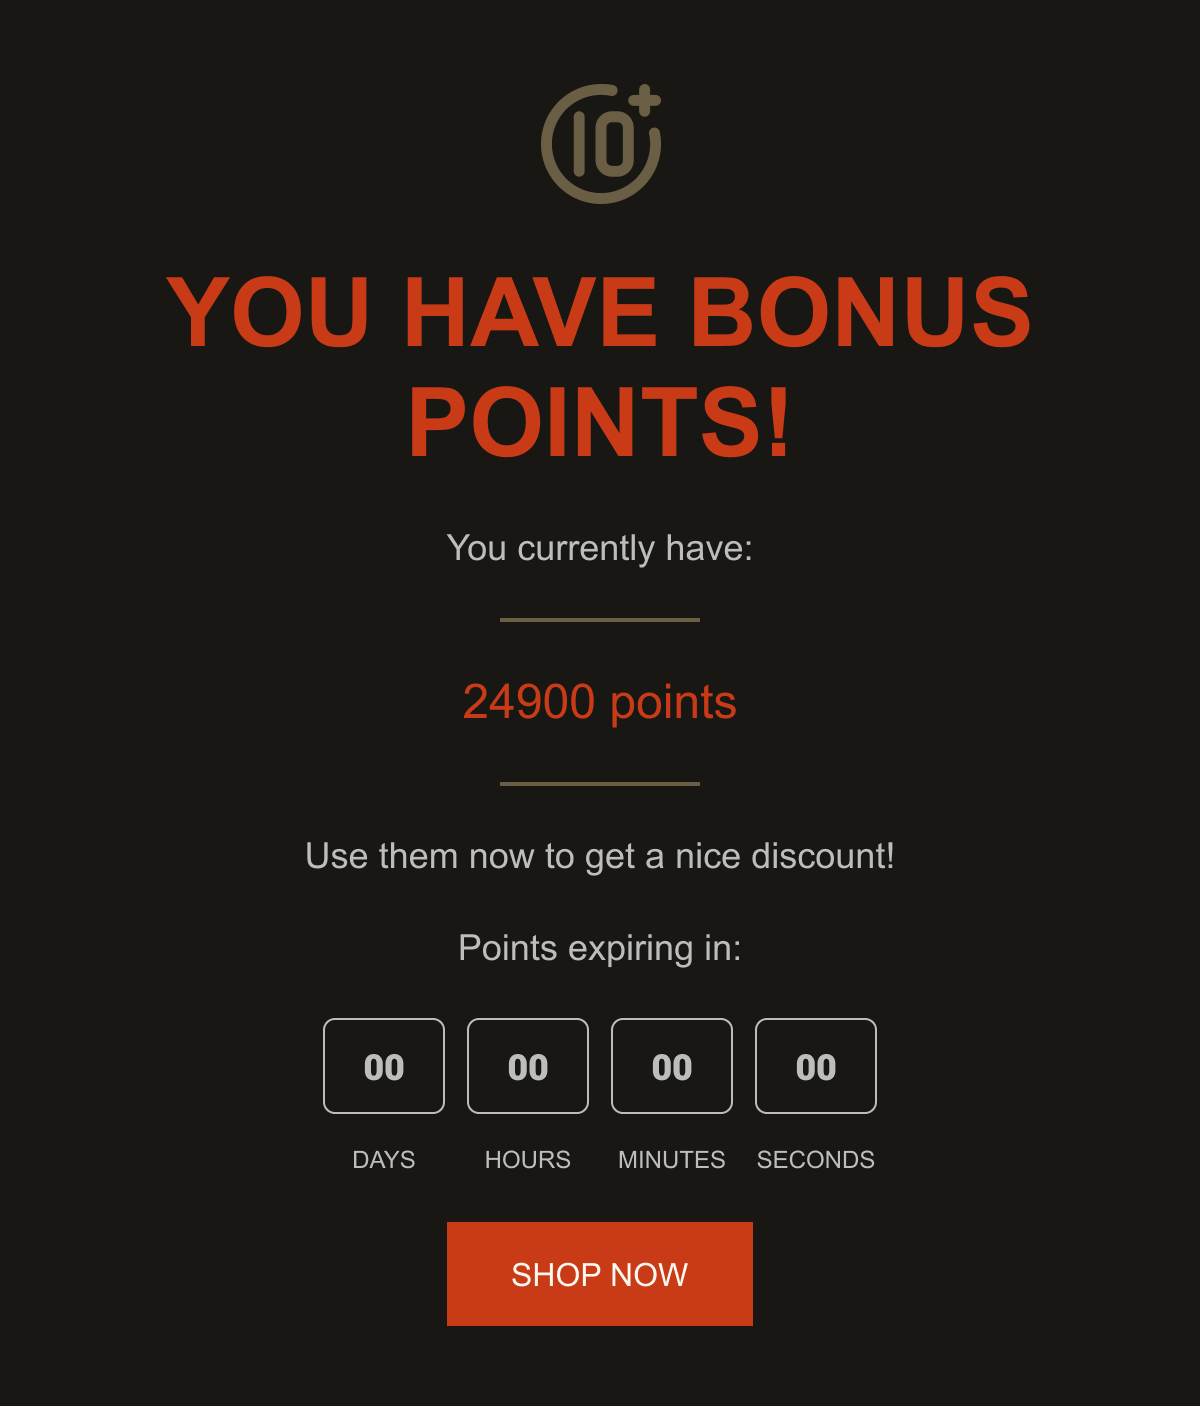 10+
YOU HAVE BONUS
POINTS!
You currently have:
24900 points
Use them now to get a nice discount!
Points expiring in:
00 00 00 00
DAYS HOURS MINUTES SECONDS
SHOP NOW